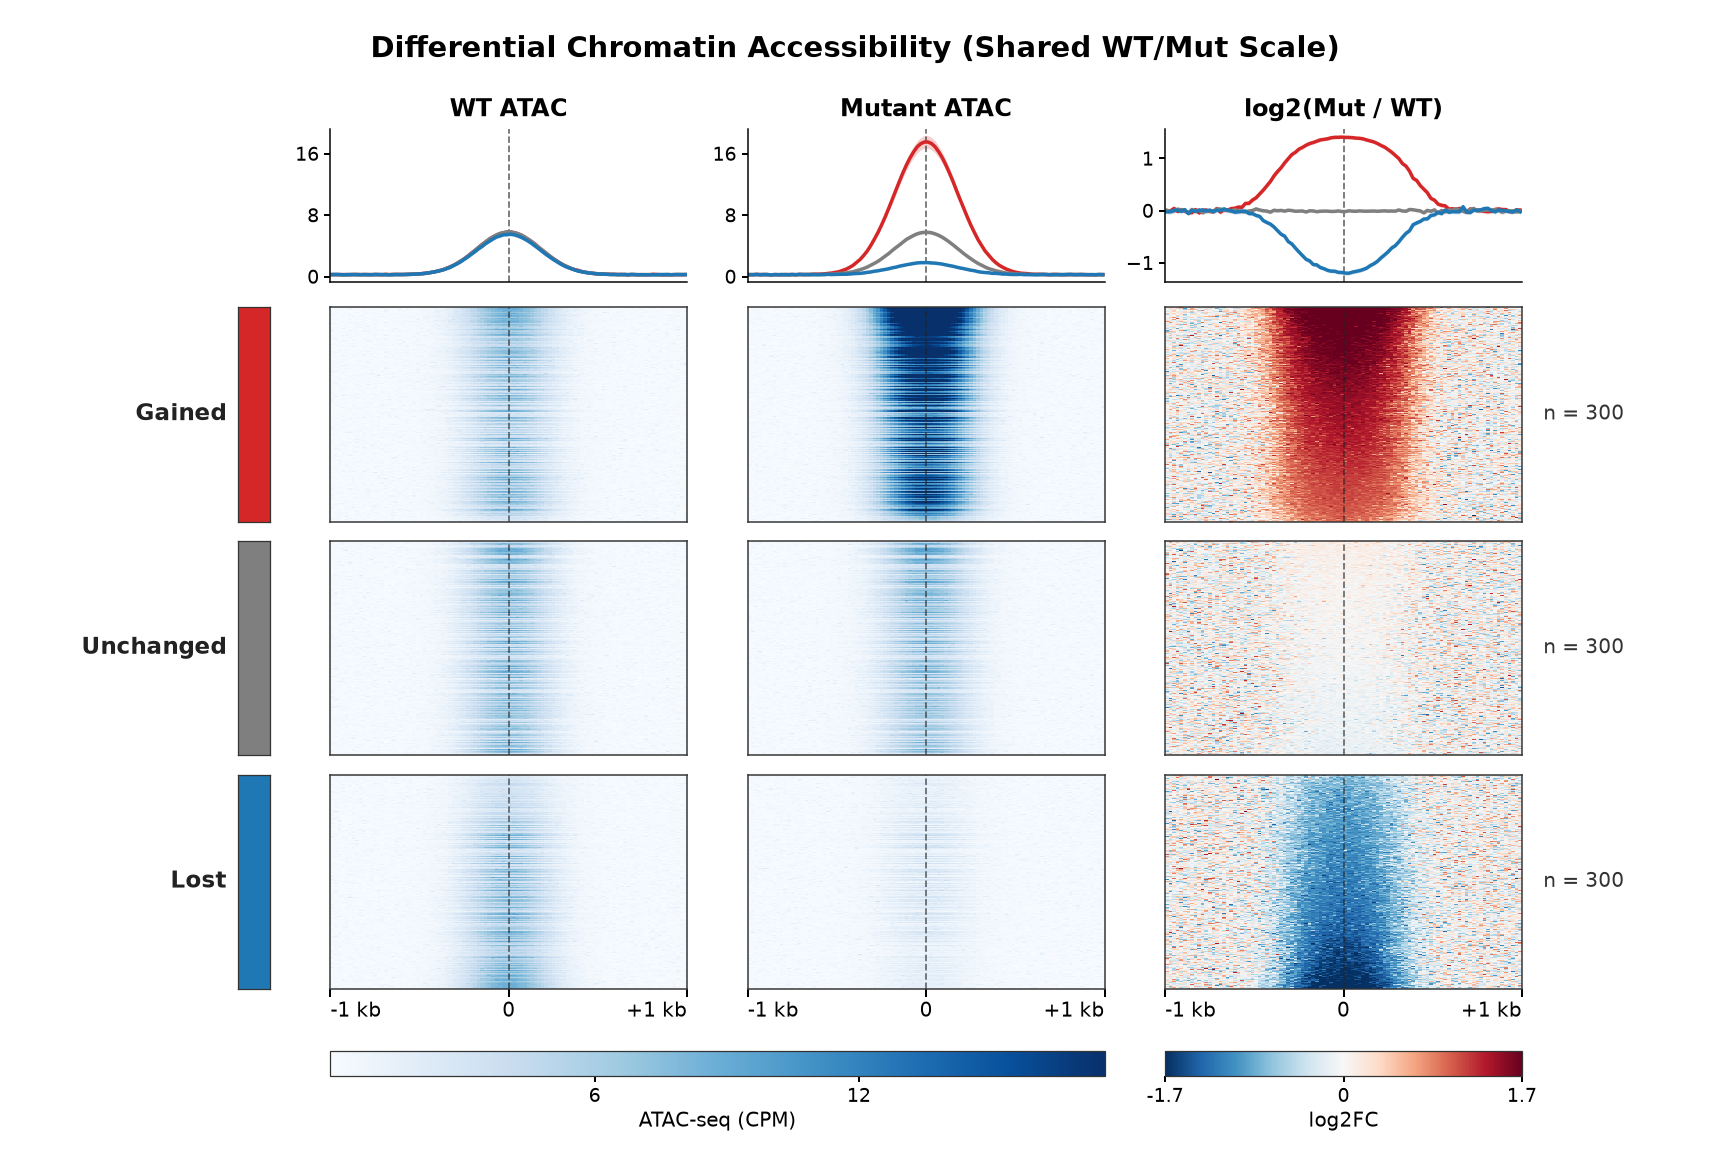 Differential Chromatin Accessibility (Shared WT/Mut Scale)
WT ATAC
Mutant ATAC
log2(Mut / WT)
16
8
0
16
8
0
1
0
−1
Gained
n = 300
Unchanged
n = 300
Lost
n = 300
-1 kb 0 +1 kb
-1 kb 0 +1 kb
-1 kb 0 +1 kb
6 12
ATAC-seq (CPM)
-1.7 0 1.7
log2FC